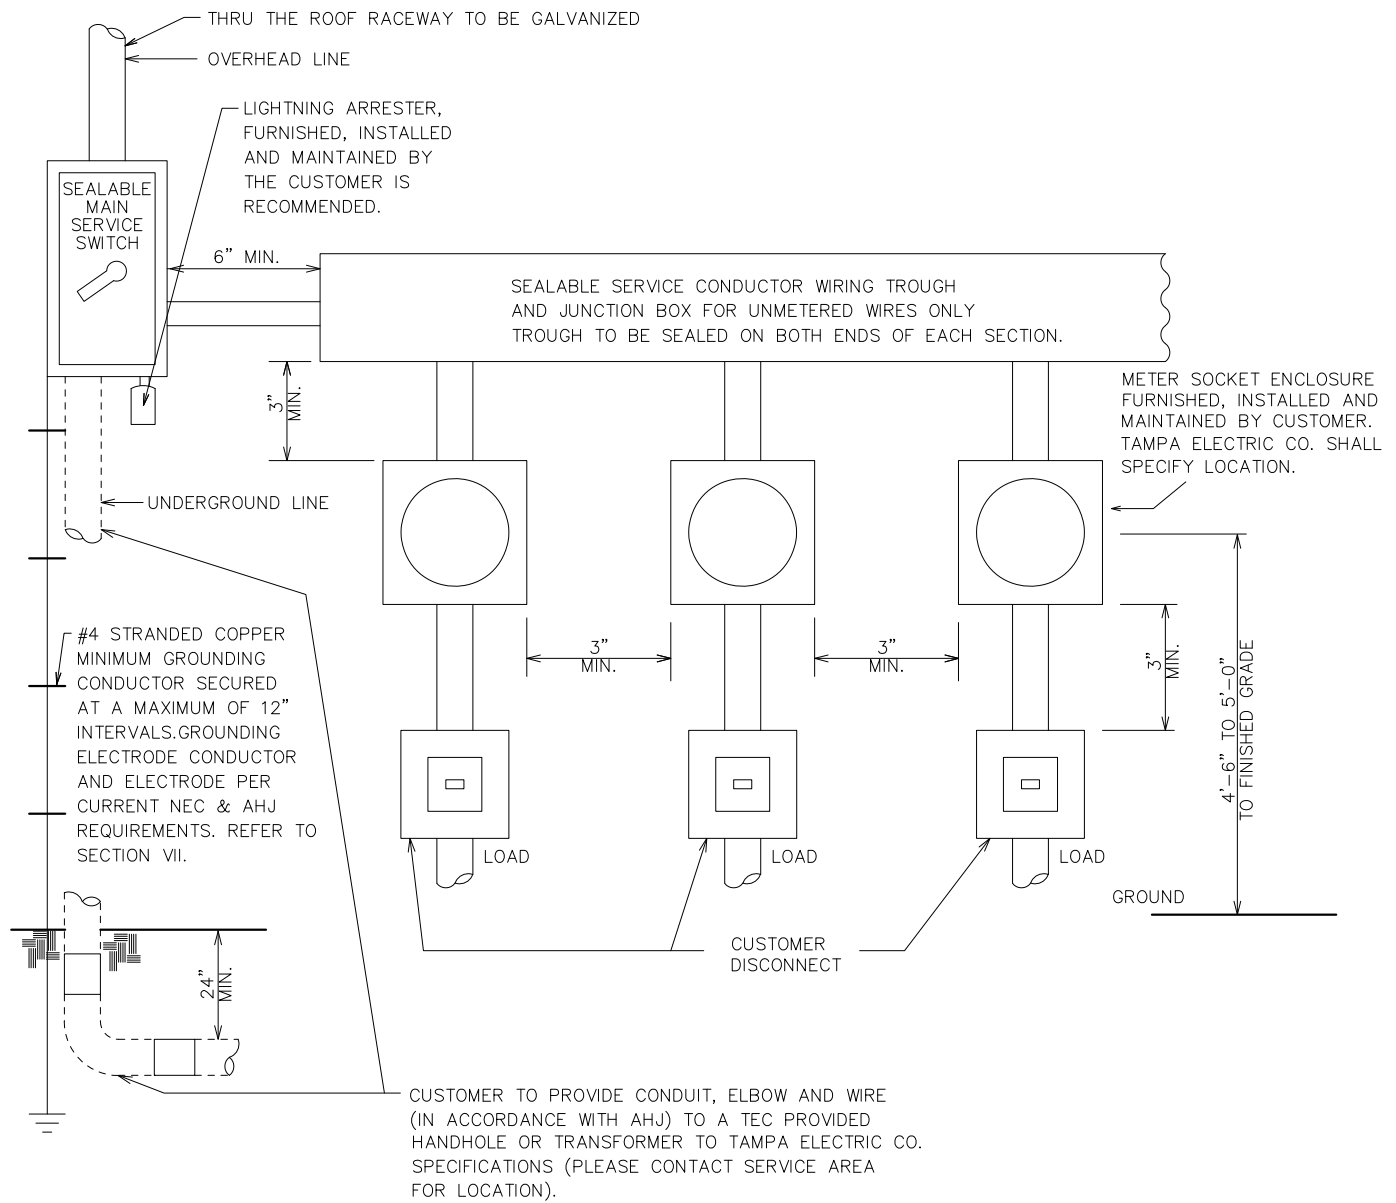 THRU THE ROOF RACEWAY TO BE GALVANIZED
OVERHEAD LINE
LIGHTNING ARRESTER,
FURNISHED, INSTALLED
AND MAINTAINED BY
THE CUSTOMER IS
RECOMMENDED.
SEALABLE
MAIN
SERVICE
SWITCH
6" MIN.
SEALABLE SERVICE CONDUCTOR WIRING TROUGH
AND JUNCTION BOX FOR UNMETERED WIRES ONLY
TROUGH TO BE SEALED ON BOTH ENDS OF EACH SECTION.
3"
MIN.
METER SOCKET ENCLOSURE
FURNISHED, INSTALLED AND
MAINTAINED BY CUSTOMER.
TAMPA ELECTRIC CO. SHALL
SPECIFY LOCATION.
UNDERGROUND LINE
#4 STRANDED COPPER
MINIMUM GROUNDING
CONDUCTOR SECURED
AT A MAXIMUM OF 12"
INTERVALS.GROUNDING
ELECTRODE CONDUCTOR
AND ELECTRODE PER
CURRENT NEC & AHJ
REQUIREMENTS. REFER TO
SECTION VII.
3"
MIN.
3"
MIN.
3"
MIN.
4'-6" TO 5'-0"
TO FINISHED GRADE
LOAD
LOAD
LOAD
GROUND
CUSTOMER
DISCONNECT
24"
MIN.
CUSTOMER TO PROVIDE CONDUIT, ELBOW AND WIRE
(IN ACCORDANCE WITH AHJ) TO A TEC PROVIDED
HANDHOLE OR TRANSFORMER TO TAMPA ELECTRIC CO.
SPECIFICATIONS (PLEASE CONTACT SERVICE AREA
FOR LOCATION).